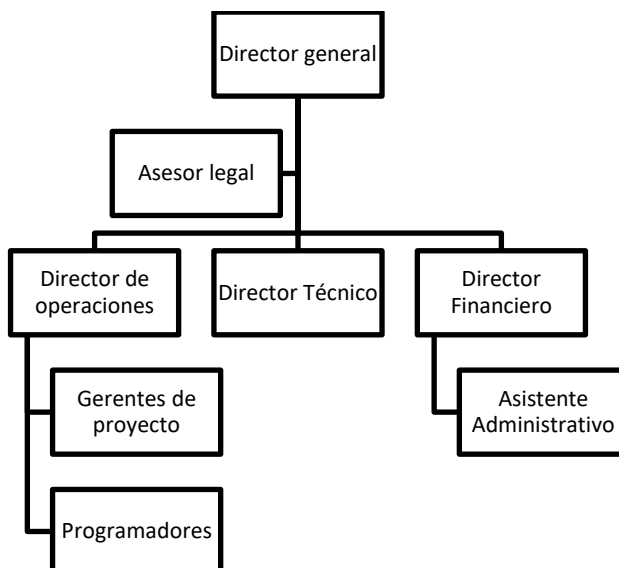 Director general
Asesor legal
Director de
operaciones
Director Técnico
Director
Financiero
Gerentes de
proyecto
Asistente
Administrativo
Programadores